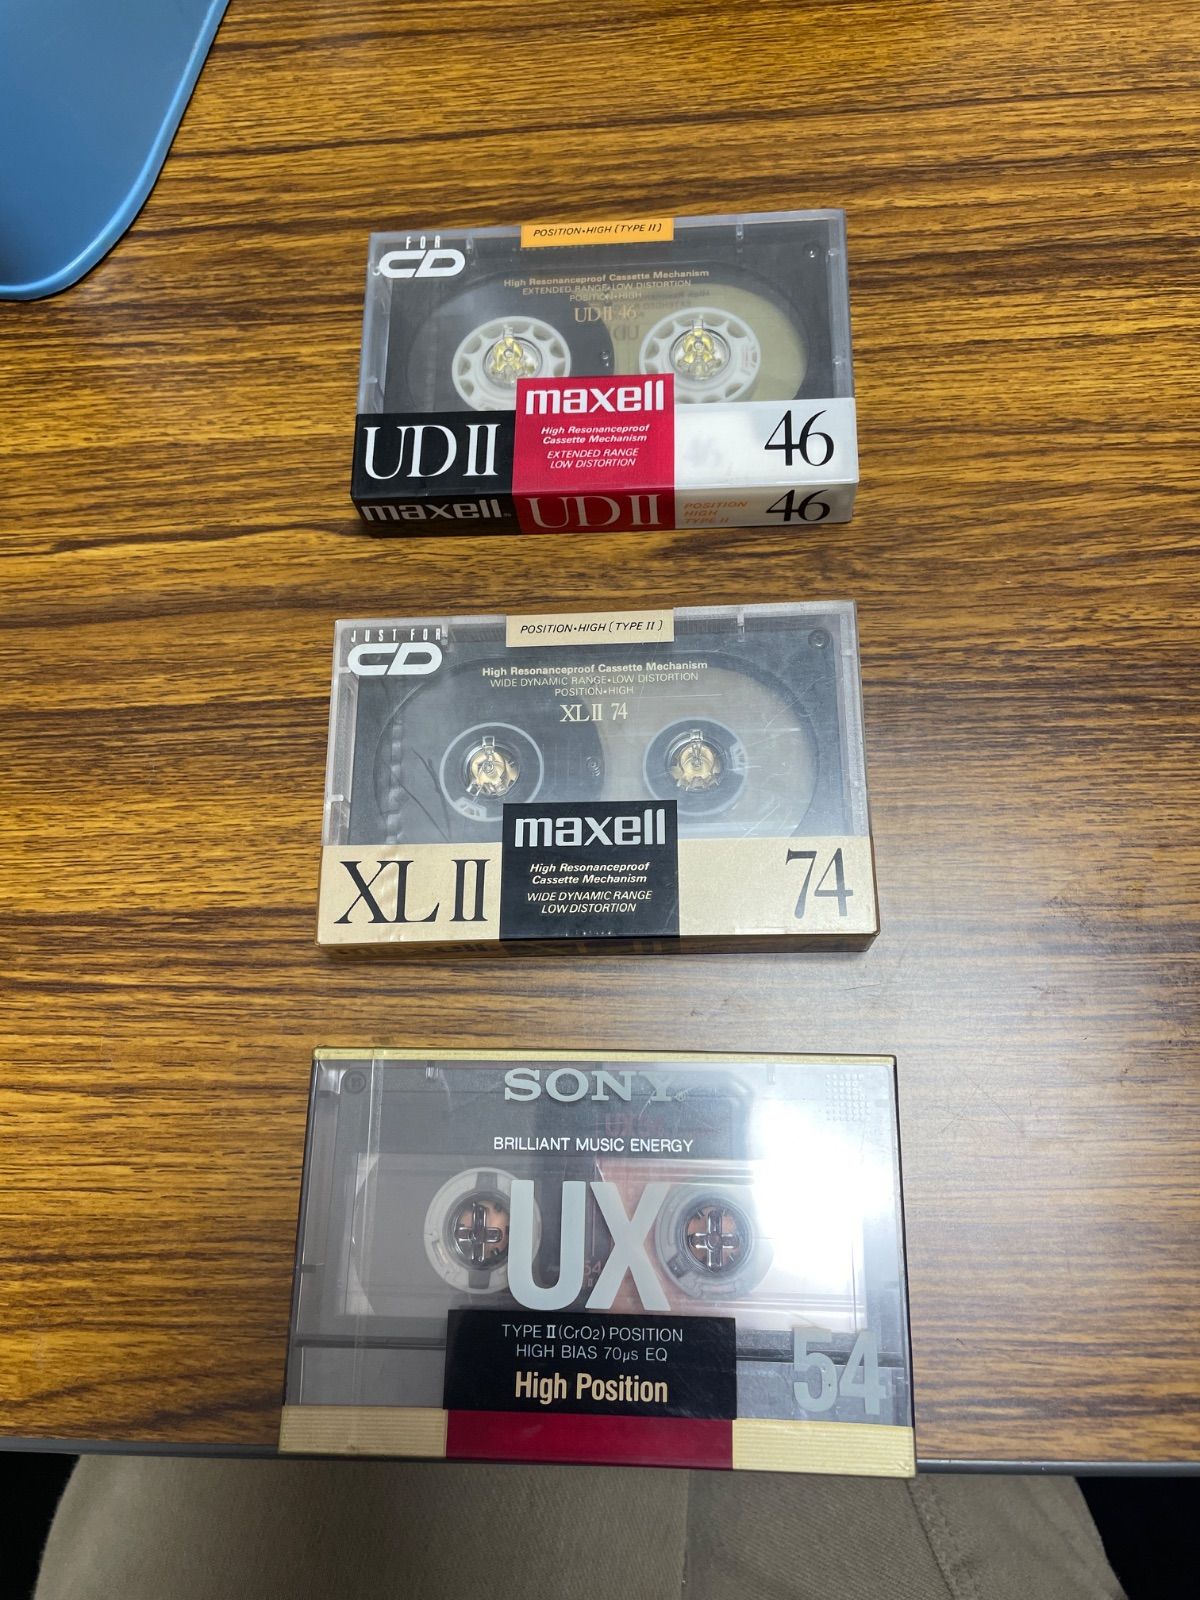 FOR
CD
POSITION•HIGH (TYPE II)
High Resonanceproof Cassette Mechanism
EXTENDED RANGE•LOW DISTORTION
POSITION•HIGH
UDII 46
maxell
High Resonanceproof
Cassette Mechanism
EXTENDED RANGE
LOW DISTORTION
UDII
46
maxell
UDII
POSITION
HIGH
TYPE II
46
JUST FOR
CD
POSITION•HIGH (TYPE II)
High Resonanceproof Cassette Mechanism
WIDE DYNAMIC RANGE•LOW DISTORTION
POSITION•HIGH
XLII 74
maxell
High Resonanceproof
Cassette Mechanism
WIDE DYNAMIC RANGE
LOW DISTORTION
XLII
74
maxell XLII
SONY
BRILLIANT MUSIC ENERGY
UX
TYPE II (CrO2) POSITION
HIGH BIAS 70µs EQ
High Position
54